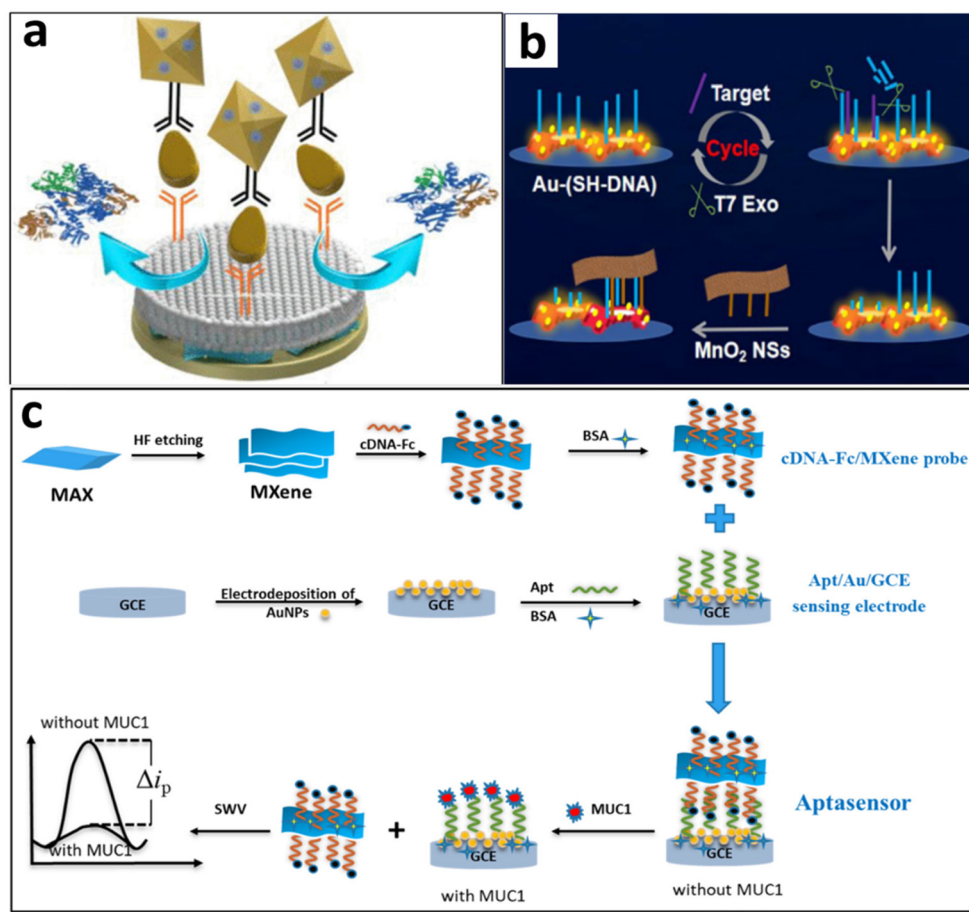 a
b
Target
Cycle
Au-(SH-DNA)
T7 Exo
MnO₂ NSs
c
HF etching
cDNA-Fc
BSA
MAX
MXene
cDNA-Fc/MXene probe
Electrodeposition of
AuNPs
Apt
BSA
GCE
GCE
GCE
Apt/Au/GCE
sensing electrode
without MUC1
Δip
with MUC1
SWV
+
MUC1
GCE
GCE
Aptasensor
with MUC1
without MUC1